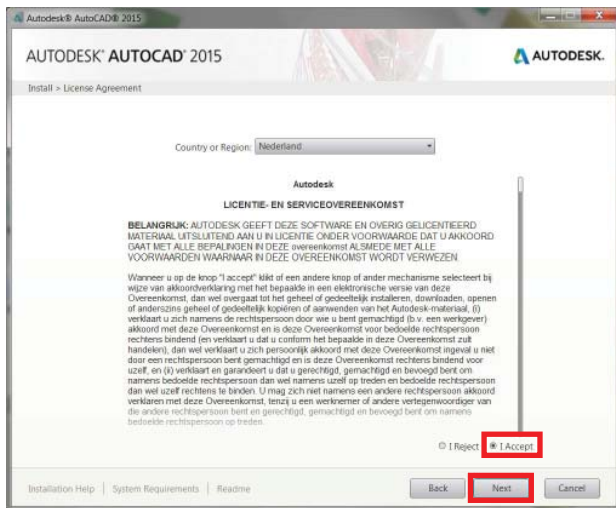 Autodesk® AutoCAD® 2015
AUTODESK® AUTOCAD® 2015
AUTODESK.
Install > License Agreement
Country or Region: Nederland
Autodesk
LICENTIE- EN SERVICEOVEREENKOMST
BELANGRIJK: AUTODESK GEEFT DEZE SOFTWARE EN OVERIG GELICENTIEERD
MATERIAAL UITSLUITEND AAN U IN LICENTIE ONDER VOORWAARDE DAT U AKKOORD
GAAT MET ALLE BEPALINGEN IN DEZE overeenkomst ALSMEDE MET ALLE
VOORWAARDEN WAARNAAR IN DEZE OVEREENKOMST WORDT VERWEZEN.
Wanneer u op de knop "I accept" klikt of een andere knop of ander mechanisme selecteert bij
wijze van akkoordverklaring met het bepaalde in een elektronische versie van deze
Overeenkomst, dan wel overgaat tot het geheel of gedeeltelijk installeren, downloaden, openen
of anderszins geheel of gedeeltelijk kopiëren of aanwenden van het Autodesk-materiaal, (i)
verklaart u zich namens de rechtspersoon door wie u bent gemachtigd (b.v. een werkgever)
akkoord met deze Overeenkomst en is deze Overeenkomst voor bedoelde rechtspersoon
rechtens bindend (en verklaart u dat u conform het bepaalde in deze Overeenkomst zult
handelen), dan wel verklaart u zich persoonlijk akkoord met deze Overeenkomst ingeval u niet
door een rechtspersoon bent gemachtigd en is deze Overeenkomst rechtens bindend voor
uzelf, en (ii) verklaart en garandeert u dat u gerechtigd, gemachtigd en bevoegd bent om
namens bedoelde rechtspersoon dan wel namens uzelf op treden en bedoelde rechtspersoon
dan wel uzelf rechtens te binden. U mag zich niet namens een andere rechtspersoon akkoord
verklaren met deze Overeenkomst, tenzij u een werknemer of andere vertegenwoordiger van
die andere rechtspersoon bent en gerechtigd, gemachtigd en bevoegd bent om namens
bedoelde rechtspersoon op treden.
I Reject I Accept
Installation Help | System Requirements | Readme Back Next Cancel